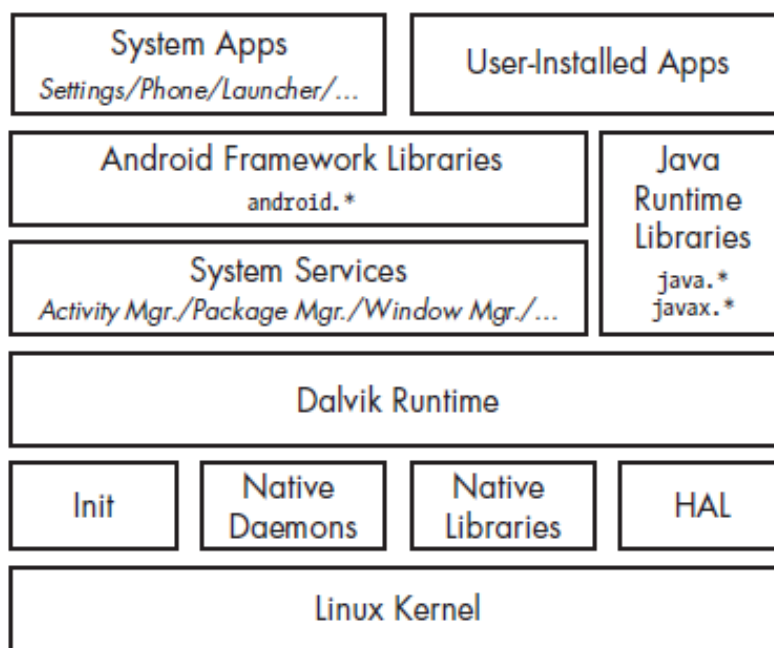 System Apps
Settings/Phone/Launcher/...
User-Installed Apps
Android Framework Libraries
android.*
Java
Runtime
Libraries
java.*
javax.*
System Services
Activity Mgr./Package Mgr./Window Mgr./...
Dalvik Runtime
Init
Native
Daemons
Native
Libraries
HAL
Linux Kernel